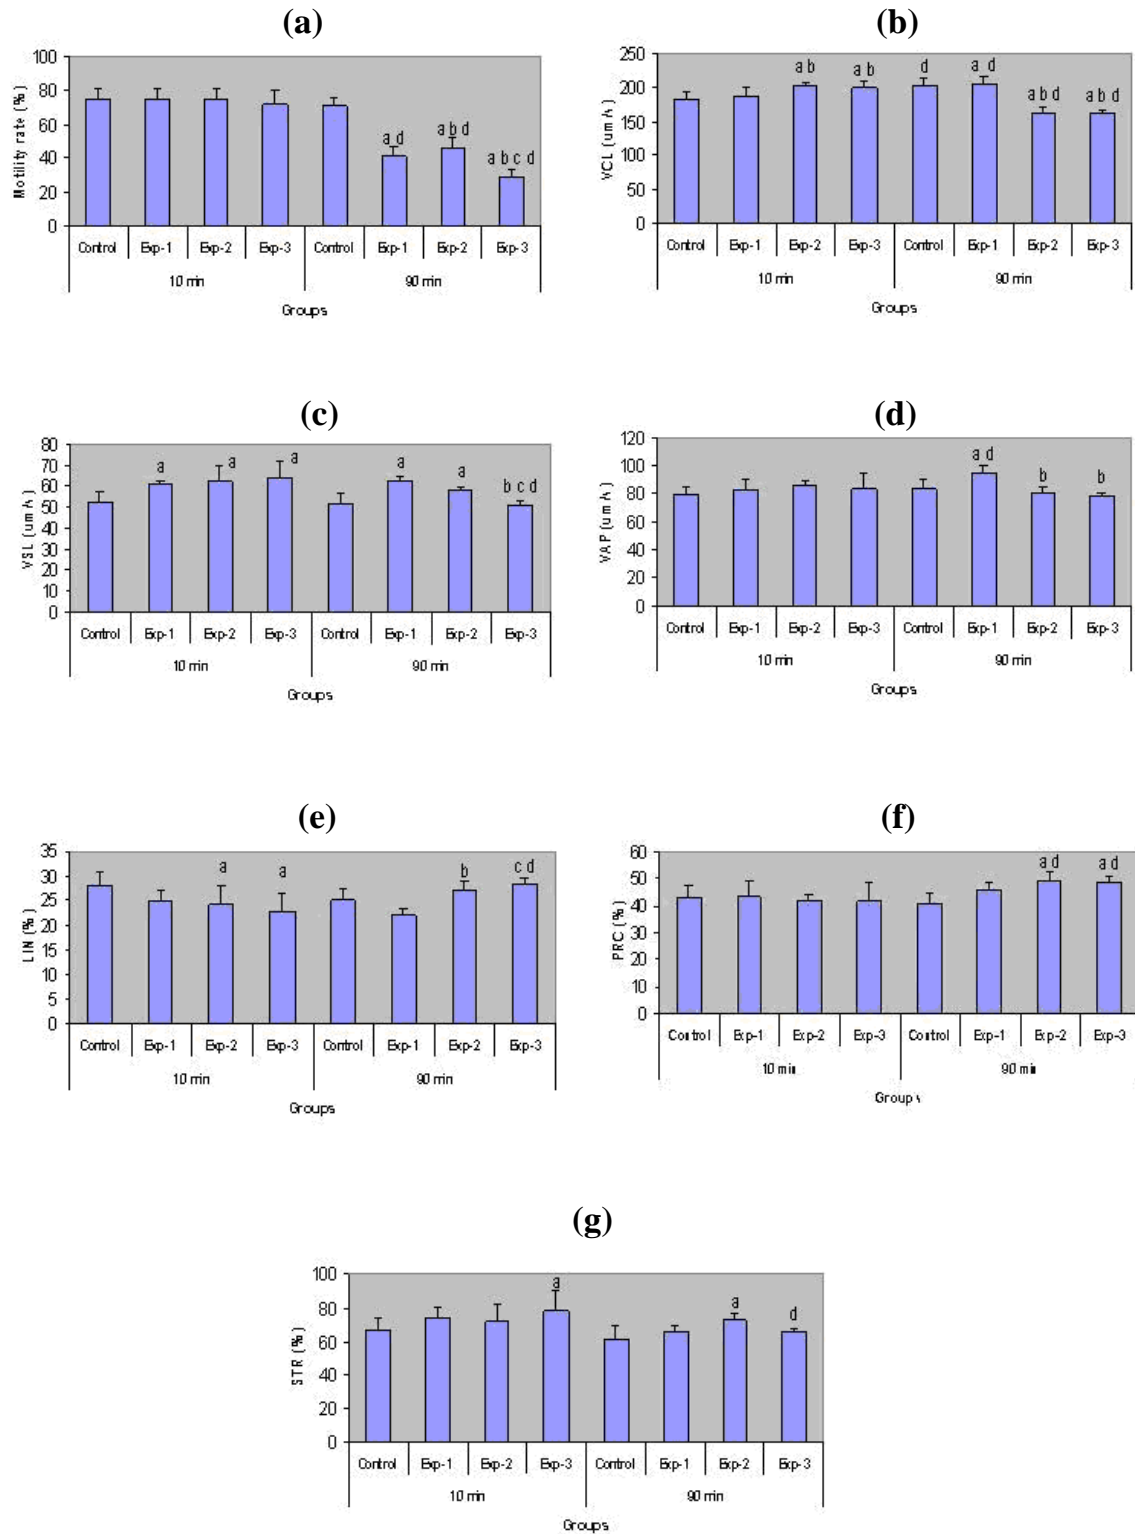 (a)
Motility rate (%)
100
80
60
40
20
0
a d
a b d
a b c d
Control Exp-1 Exp-2 Exp-3 Control Exp-1 Exp-2 Exp-3
10 min 90 min
Groups
(b)
VCL (um/s)
250
200
150
100
50
0
a b
a b
d
a d
a b d
a b d
Control Exp-1 Exp-2 Exp-3 Control Exp-1 Exp-2 Exp-3
10 min 90 min
Groups
(c)
VSL (um/s)
80
70
60
50
40
30
20
10
0
a
a
a
a
a
b c d
Control Exp-1 Exp-2 Exp-3 Control Exp-1 Exp-2 Exp-3
10 min 90 min
Groups
(d)
VAP (um/s)
120
100
80
60
40
20
0
a d
b
b
Control Exp-1 Exp-2 Exp-3 Control Exp-1 Exp-2 Exp-3
10 min 90 min
Groups
(e)
LIN (%)
35
30
25
20
15
10
5
0
a
a
b
c d
Control Exp-1 Exp-2 Exp-3 Control Exp-1 Exp-2 Exp-3
10 min 90 min
Groups
(f)
PRC (%)
60
50
40
30
20
10
0
a d
a d
Control Exp-1 Exp-2 Exp-3 Control Exp-1 Exp-2 Exp-3
10 min 90 min
Groups
(g)
STR (%)
100
80
60
40
20
0
a
a
d
Control Exp-1 Exp-2 Exp-3 Control Exp-1 Exp-2 Exp-3
10 min 90 min
Groups